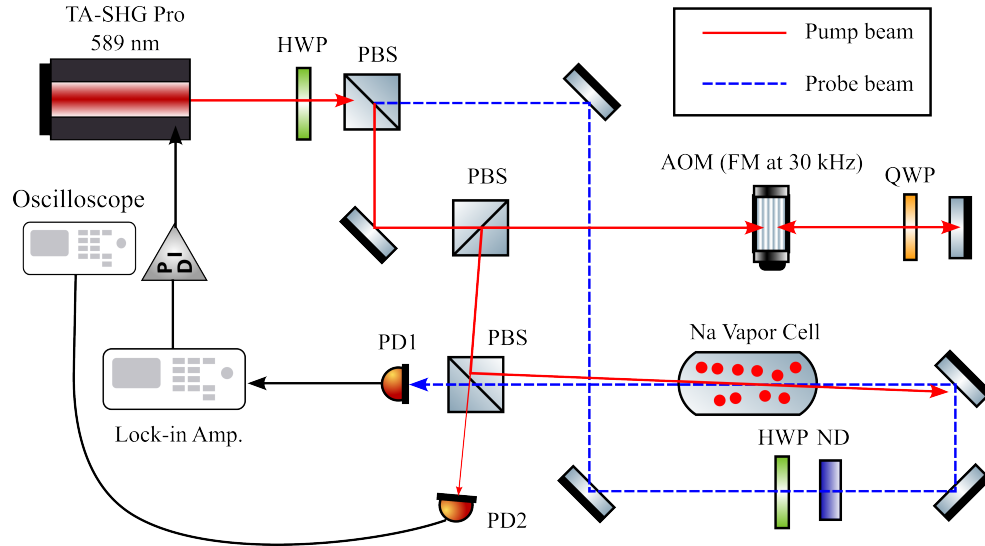 TA-SHG Pro
589 nm
HWP
PBS
Pump beam
Probe beam
AOM (FM at 30 kHz)
QWP
PBS
Oscilloscope
PID
PD1
PBS
Na Vapor Cell
Lock-in Amp.
HWP
ND
PD2